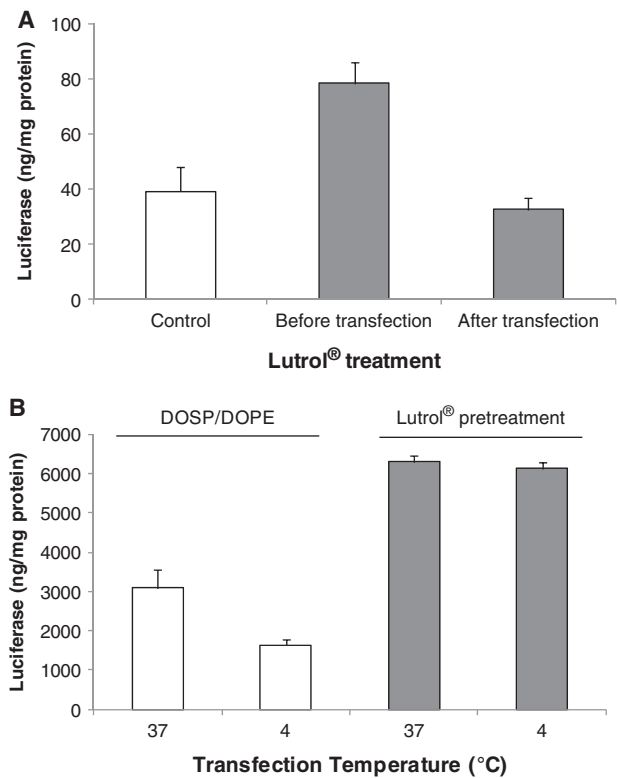 A
Luciferase (ng/mg protein)
100
80
60
40
20
0
Control Before transfection After transfection
Lutrol® treatment
B
DOSP/DOPE Lutrol® pretreatment
Luciferase (ng/mg protein)
7000
6000
5000
4000
3000
2000
1000
0
37 4 37 4
Transfection Temperature (°C)